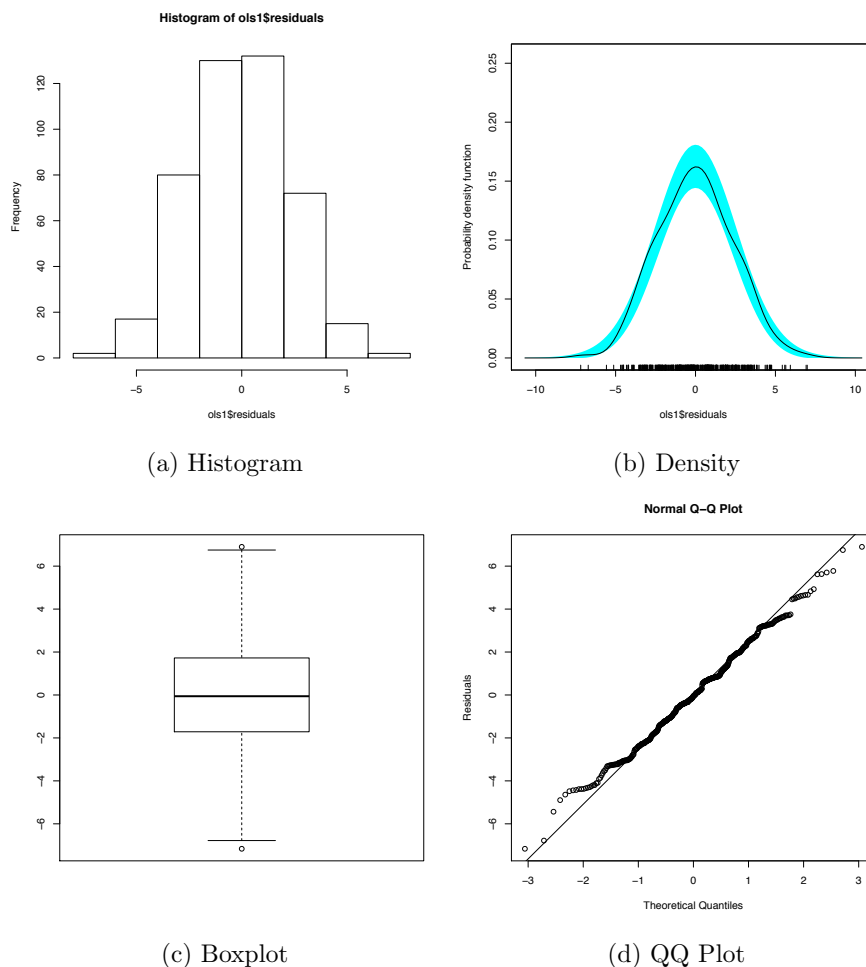 Histogram of ols1$residuals
Frequency
0 20 40 60 80 100 120
−5 0 5
ols1$residuals
(a) Histogram
Probability density function
0.00 0.05 0.10 0.15 0.20 0.25
−10 −5 0 5 10
ols1$residuals
(b) Density
−6 −4 −2 0 2 4 6
(c) Boxplot
Normal Q−Q Plot
Residuals
−6 −4 −2 0 2 4 6
−3 −2 −1 0 1 2 3
Theoretical Quantiles
(d) QQ Plot